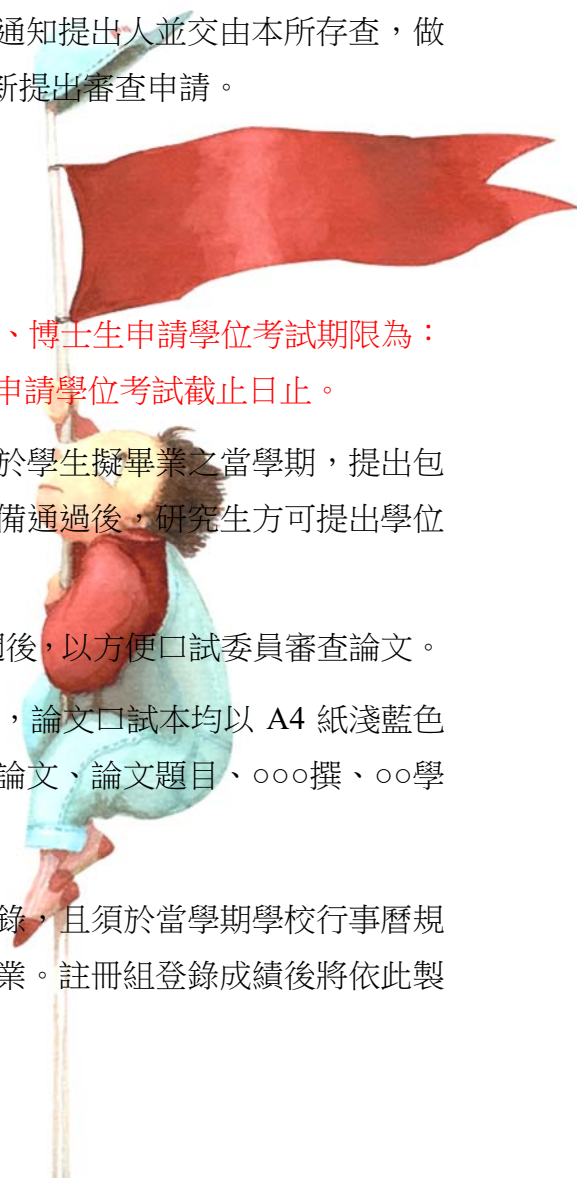 通知提出人並交由本所存查，做
新提出審查申請。
、博士生申請學位考試期限為：
申請學位考試截止日止。
於學生擬畢業之當學期，提出包
備通過後，研究生方可提出學位
後，以方便口試委員審查論文。
，論文口試本均以 A4 紙淺藍色
論文、論文題目、○○○撰、○○學
錄，且須於當學期學校行事曆規
業。註冊組登錄成績後將依此製